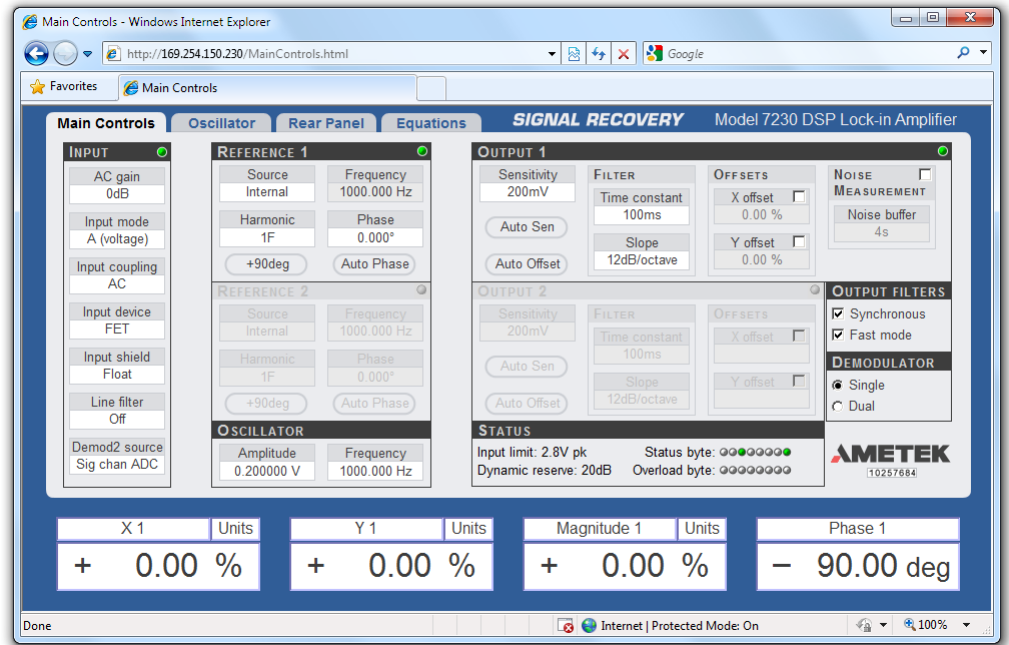 Main Controls - Windows Internet Explorer
http://169.254.150.230/MainControls.html
Google
Favorites
Main Controls
Main Controls
Oscillator
Rear Panel
Equations
SIGNAL RECOVERY
Model 7230 DSP Lock-in Amplifier
INPUT
AC gain
0dB
Input mode
A (voltage)
Input coupling
AC
Input device
FET
Input shield
Float
Line filter
Off
Demod2 source
Sig chan ADC
REFERENCE 1
Source
Internal
Frequency
1000.000 Hz
Harmonic
1F
Phase
0.000°
+90deg
Auto Phase
REFERENCE 2
Source
Internal
Frequency
1000.000 Hz
Harmonic
1F
Phase
0.000°
+90deg
Auto Phase
OSCILLATOR
Amplitude
0.200000 V
Frequency
1000.000 Hz
OUTPUT 1
Sensitivity
200mV
Auto Sen
Auto Offset
FILTER
Time constant
100ms
Slope
12dB/octave
OFFSETS
X offset
0.00 %
Y offset
0.00 %
NOISE
MEASUREMENT
Noise buffer
4s
OUTPUT 2
Sensitivity
200mV
Auto Sen
Auto Offset
FILTER
Time constant
100ms
Slope
12dB/octave
OFFSETS
X offset
Y offset
OUTPUT FILTERS
Synchronous
Fast mode
DEMODULATOR
Single
Dual
STATUS
Input limit: 2.8V pk
Status byte:
Dynamic reserve: 20dB
Overload byte:
AMETEK
10257684
X 1
Units
+ 0.00 %
Y 1
Units
+ 0.00 %
Magnitude 1
Units
+ 0.00 %
Phase 1
− 90.00 deg
Done
Internet | Protected Mode: On
100%